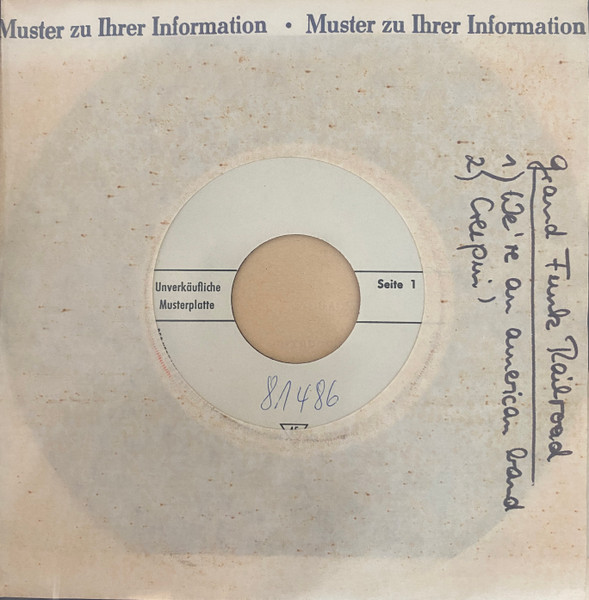 Muster zu Ihrer Information • Muster zu Ihrer Information
Grand Funk Railroad
1) We're an american band
2) Creepin'
Unverkäufliche
Musterplatte
Seite 1
81486
45